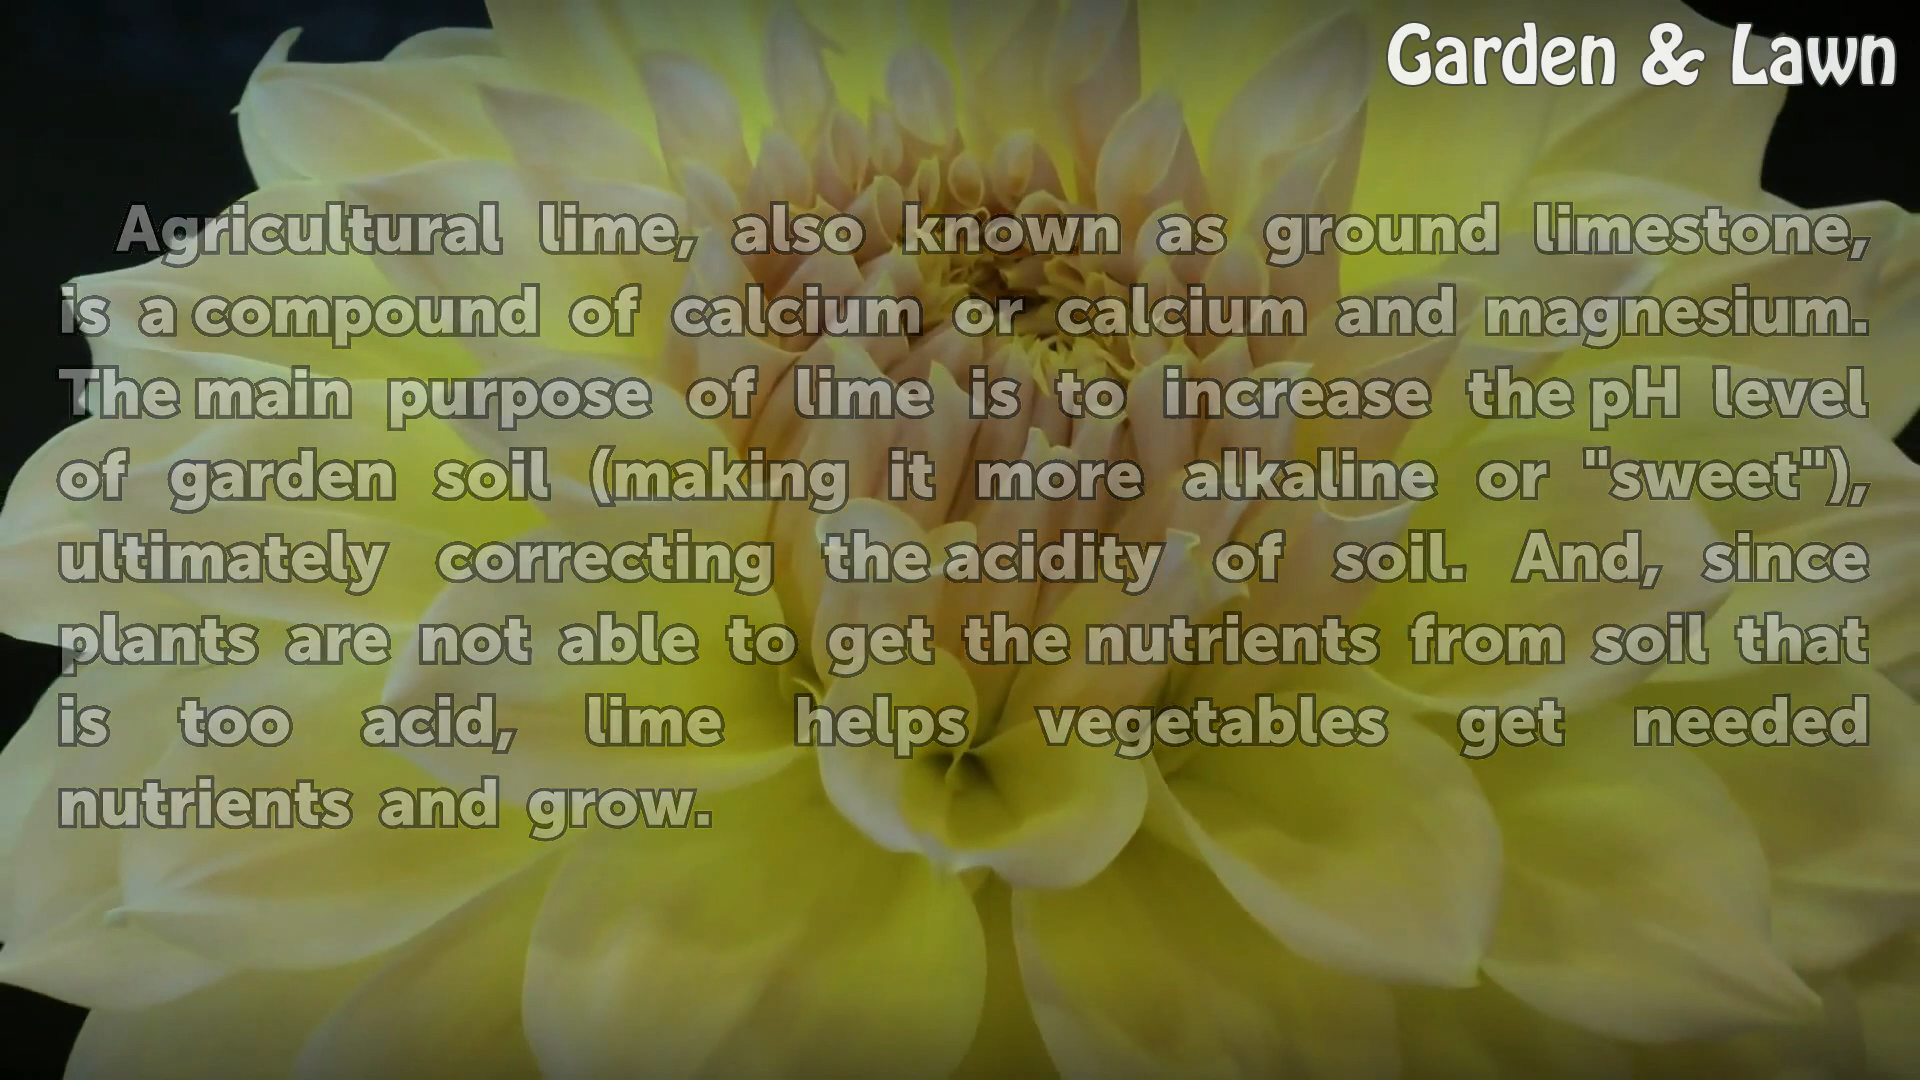 Garden & Lawn
Agricultural lime, also known as ground limestone,
is a compound of calcium or calcium and magnesium.
The main purpose of lime is to increase the pH level
of garden soil (making it more alkaline or "sweet"),
ultimately correcting the acidity of soil. And, since
plants are not able to get the nutrients from soil that
is too acid, lime helps vegetables get needed
nutrients and grow.